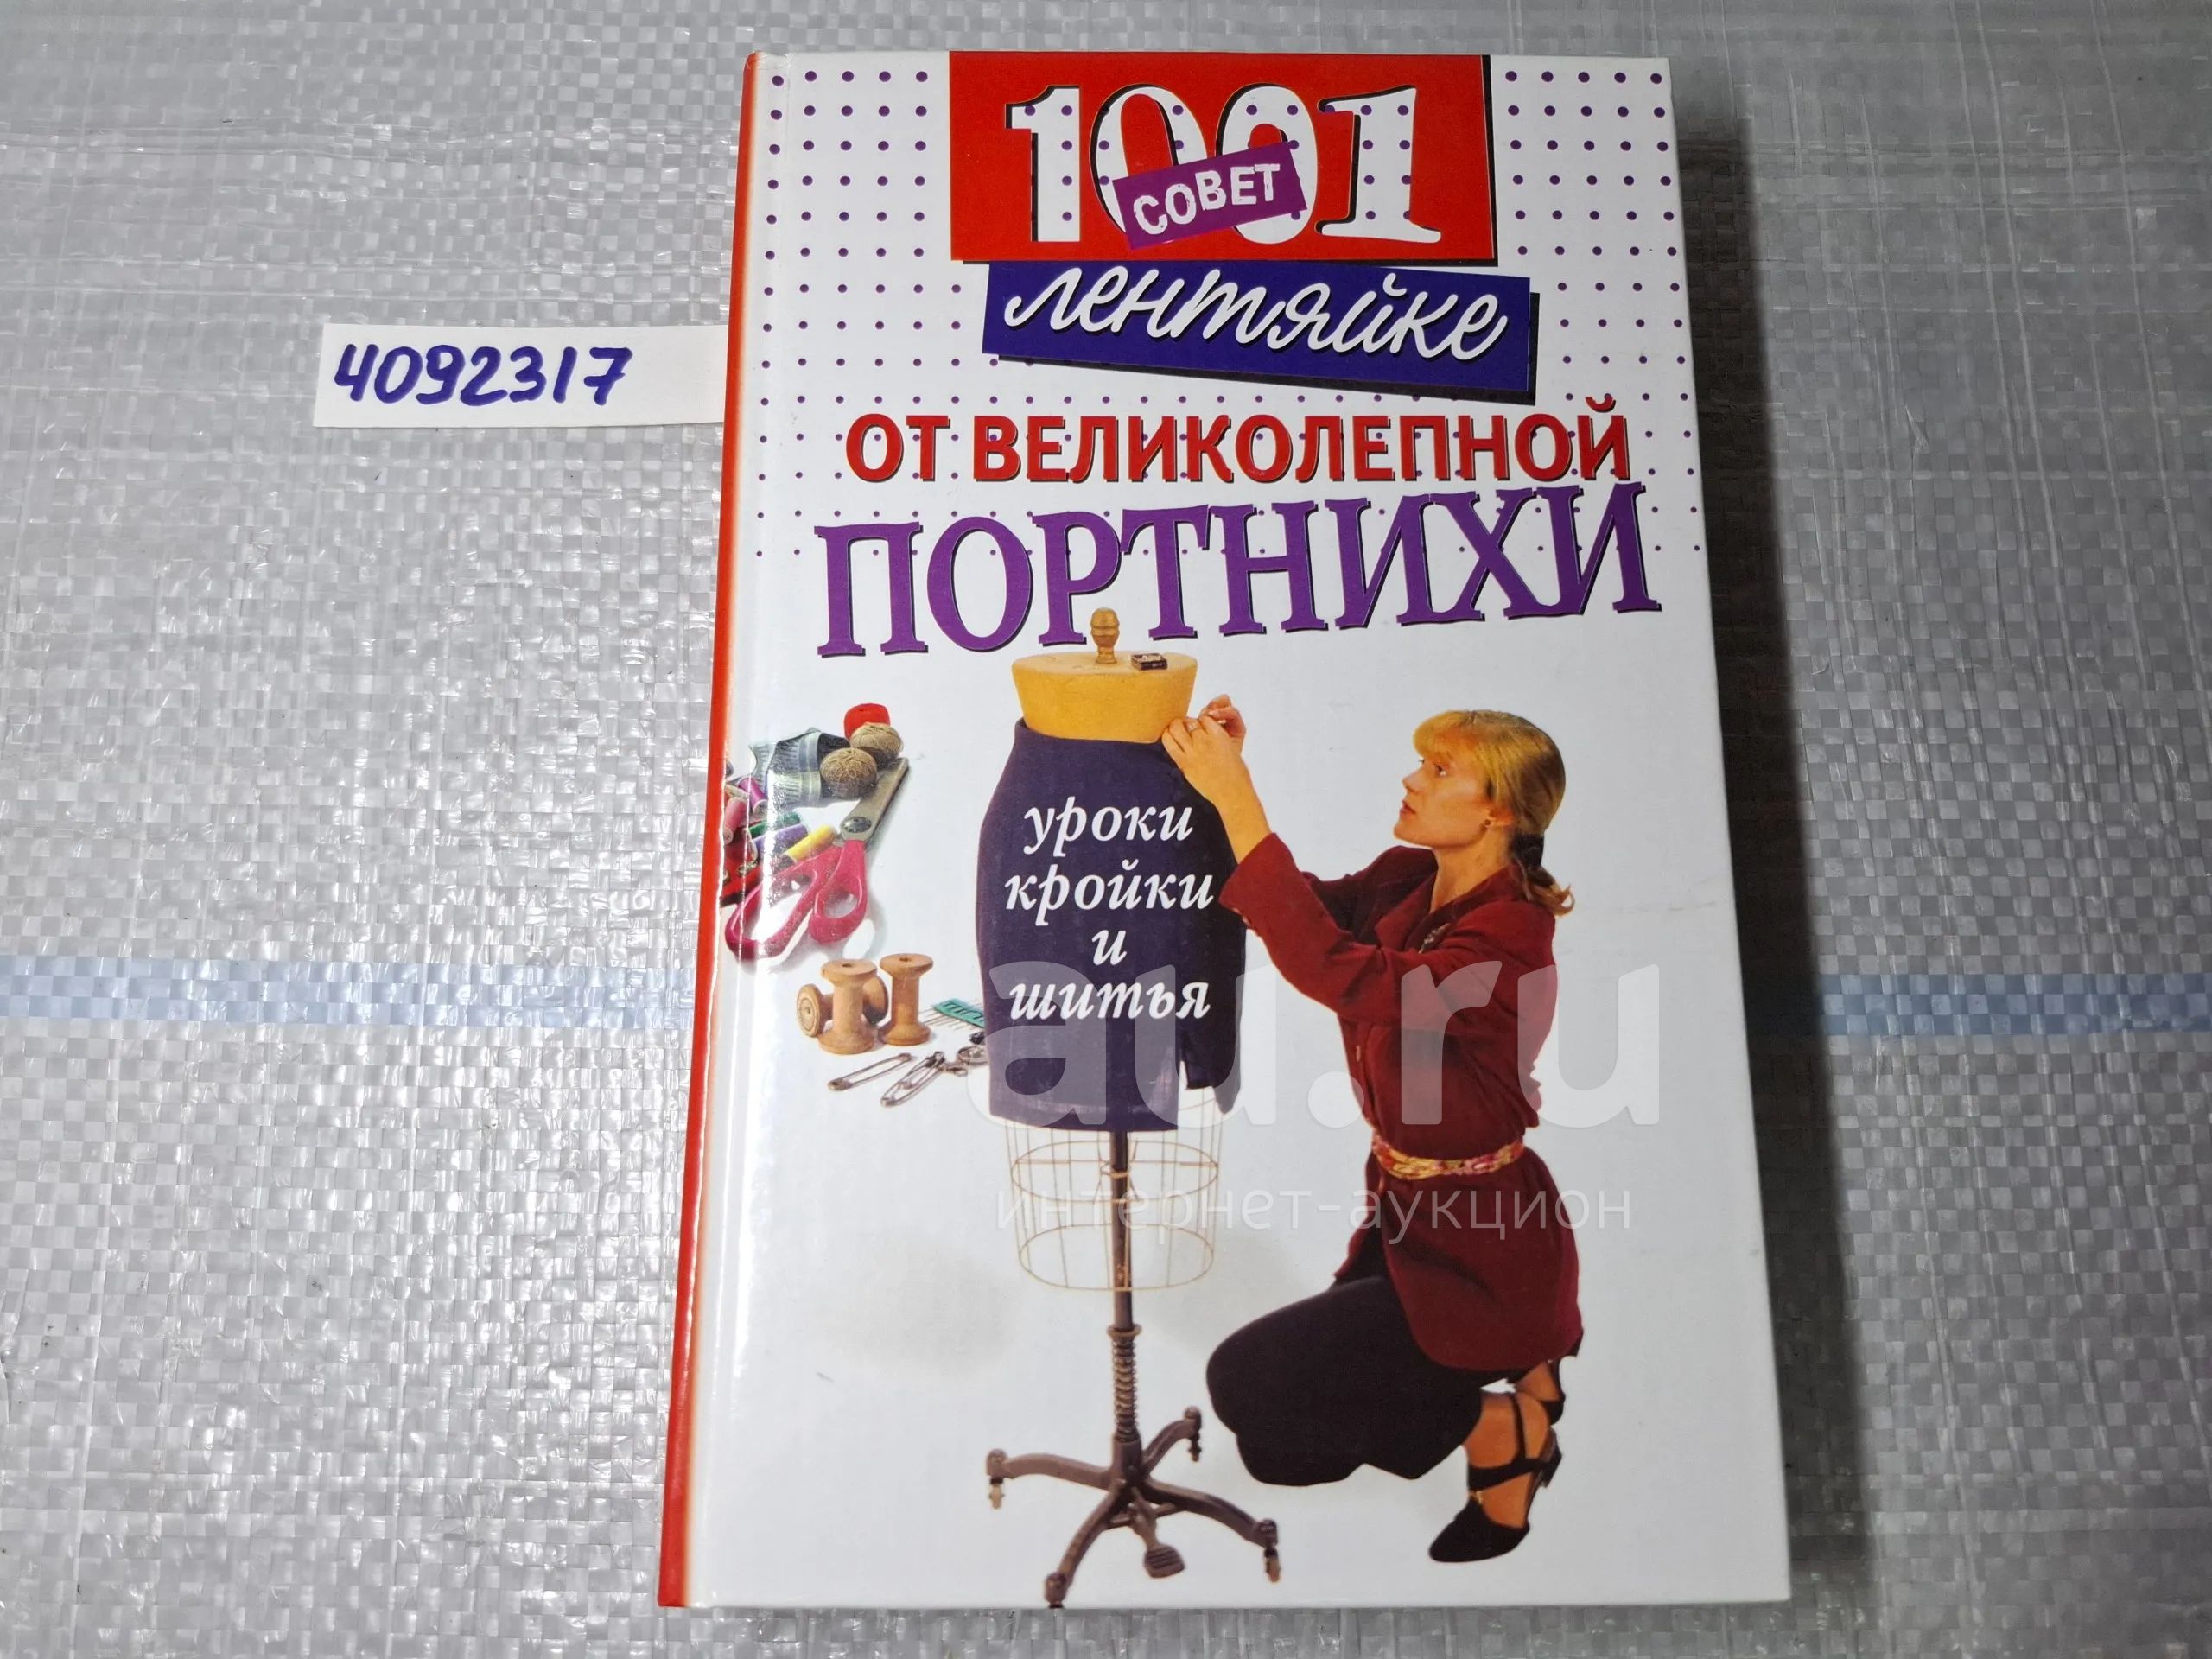 1001
СОВЕТ
лентяйке
4092317
ОТ ВЕЛИКОЛЕПНОЙ
ПОРТНИХИ
уроки
кройки
и
шитья
au.ru
интернет-аукцион